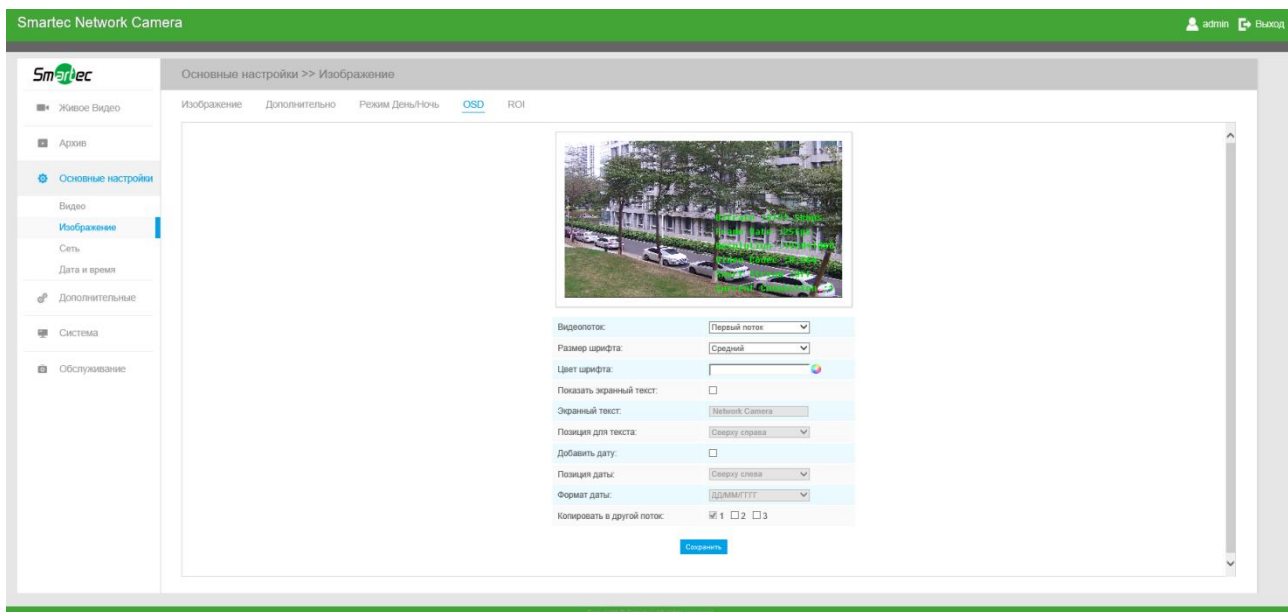 Smartec Network Camera
admin Выход
Smartec
Основные настройки >> Изображение
Живое Видео
Архив
Основные настройки
Видео
Изображение
Сеть
Дата и время
Дополнительные
Система
Обслуживание
Изображение Дополнительно Режим День/Ночь OSD ROI
Видеопоток: Первый поток
Размер шрифта: Средний
Цвет шрифта:
Показать экранный текст:
Экранный текст: Network Camera
Позиция для текста: Сверху справа
Добавить дату:
Позиция даты: Сверху слева
Формат даты: ДД/ММ/ГГГГ
Копировать в другой поток: 1 2 3
Сохранить